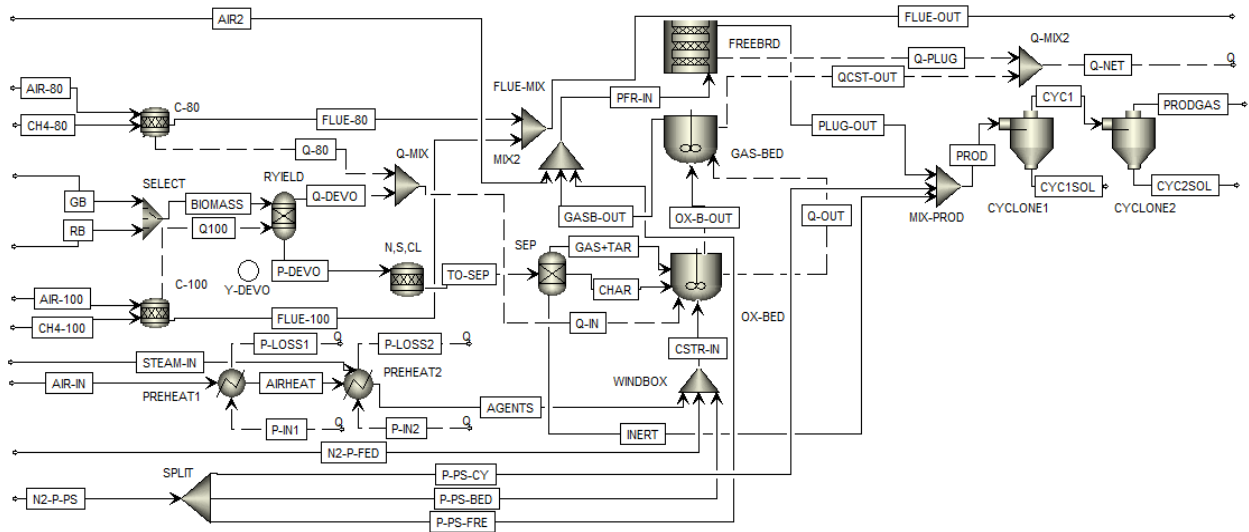 AIR2
FLUE-OUT
FREEBRD
Q-MIX2
Q-PLUG
Q-NET
Q
AIR-80
C-80
FLUE-MIX
QCST-OUT
PFR-IN
CYC1
PRODGAS
CH4-80
FLUE-80
PLUG-OUT
Q-80
Q-MIX
MIX2
GAS-BED
PROD
SELECT
RYIELD
GB
BIOMASS
Q-DEVO
GASB-OUT
OX-B-OUT
Q-OUT
MIX-PROD
CYC1SOL
CYC2SOL
CYCLONE1
CYCLONE2
RB
Q100
N,S,CL
SEP
GAS+TAR
P-DEVO
TO-SEP
CHAR
Y-DEVO
C-100
AIR-100
OX-BED
CH4-100
FLUE-100
Q-IN
P-LOSS1
Q
P-LOSS2
Q
CSTR-IN
STEAM-IN
PREHEAT2
WINDBOX
AIR-IN
AIRHEAT
PREHEAT1
AGENTS
P-IN1
Q
P-IN2
Q
INERT
N2-P-FED
SPLIT
P-PS-CY
N2-P-PS
P-PS-BED
P-PS-FRE